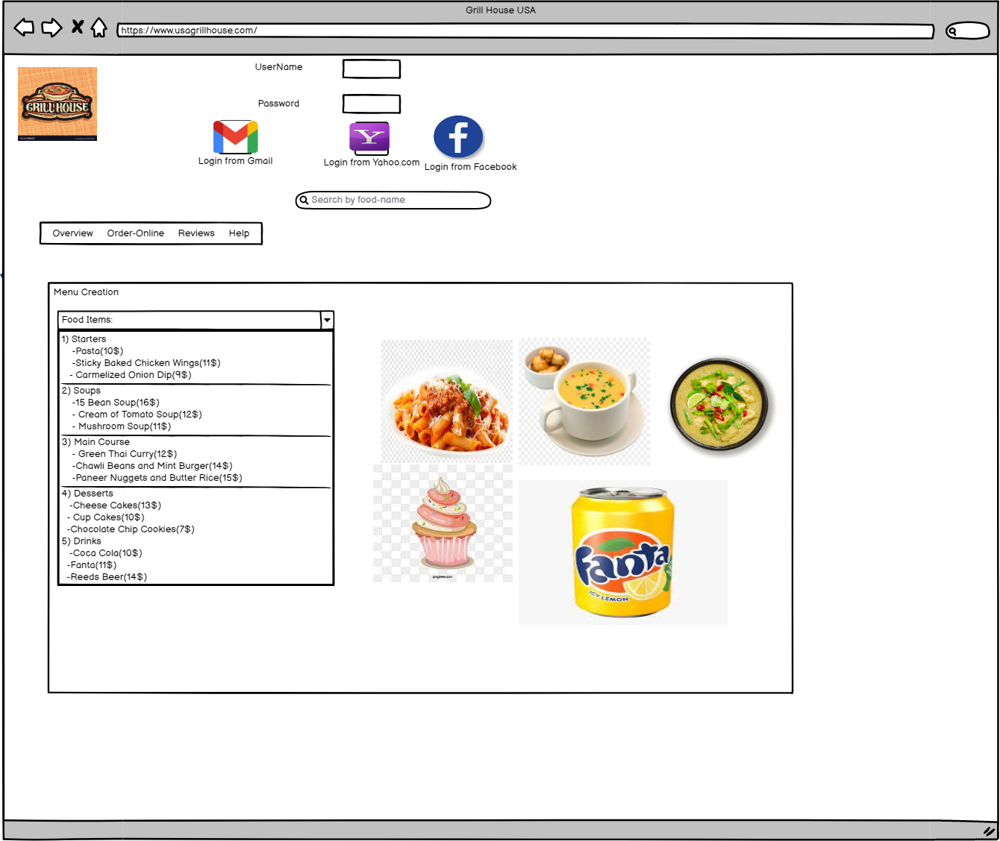 Grill House USA
https://www.usagrillhouse.com/
UserName
GRILL HOUSE
Password
Login from Gmail
Login from Yahoo.com
Login from Facebook
Search by food-name
Overview Order-Online Reviews Help
Menu Creation
Food Items:
1) Starters
-Pasta(10$)
-Sticky Baked Chicken Wings(11$)
- Carmelized Onion Dip(9$)
2) Soups
-15 Bean Soup(16$)
- Cream of Tomato Soup(12$)
- Mushroom Soup(11$)
3) Main Course
- Green Thai Curry(12$)
-Chawli Beans and Mint Burger(14$)
-Paneer Nuggets and Butter Rice(15$)
4) Desserts
-Cheese Cakes(13$)
- Cup Cakes(10$)
-Chocolate Chip Cookies(7$)
5) Drinks
-Coca Cola(10$)
-Fanta(11$)
-Reeds Beer(14$)
pngtree.com
Fanta
ICY LEMON